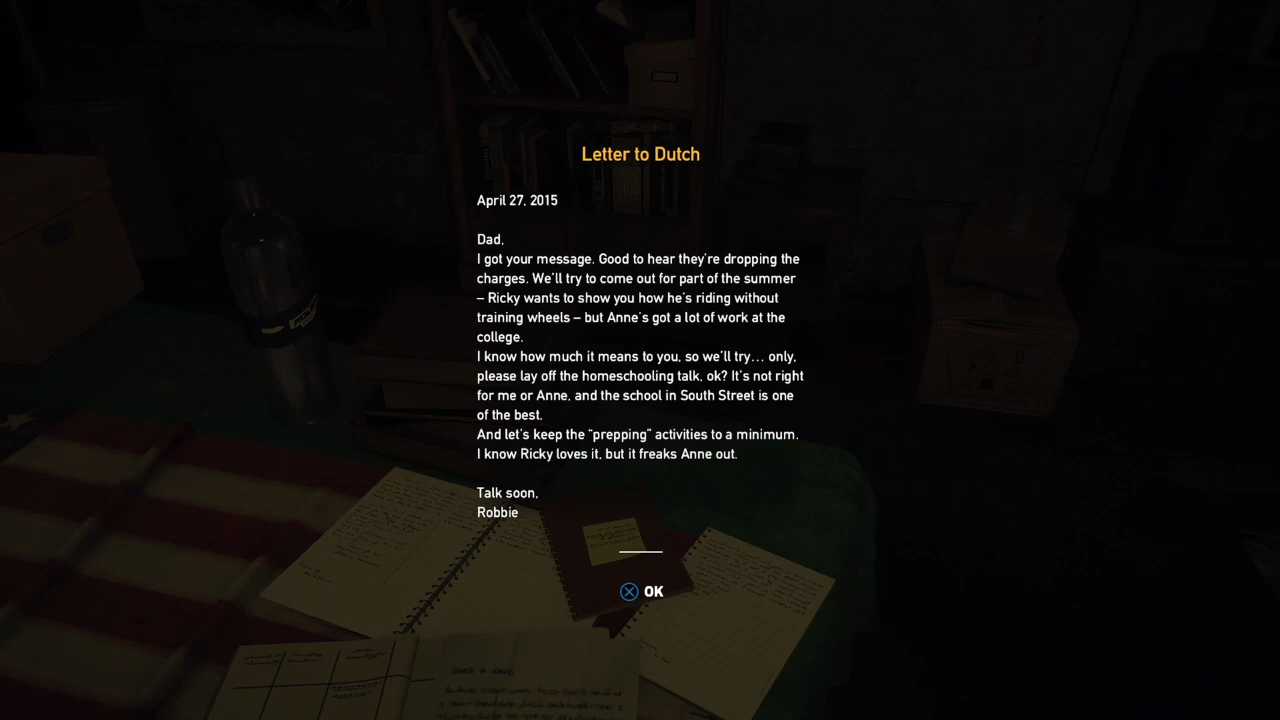 Letter to Dutch
April 27, 2015
Dad,
I got your message. Good to hear they're dropping the
charges. We'll try to come out for part of the summer
– Ricky wants to show you how he's riding without
training wheels – but Anne's got a lot of work at the
college.
I know how much it means to you, so we'll try... only,
please lay off the homeschooling talk, ok? It's not right
for me or Anne, and the school in South Street is one
of the best.
And let's keep the “prepping” activities to a minimum.
I know Ricky loves it, but it freaks Anne out.
Talk soon,
Robbie
OK